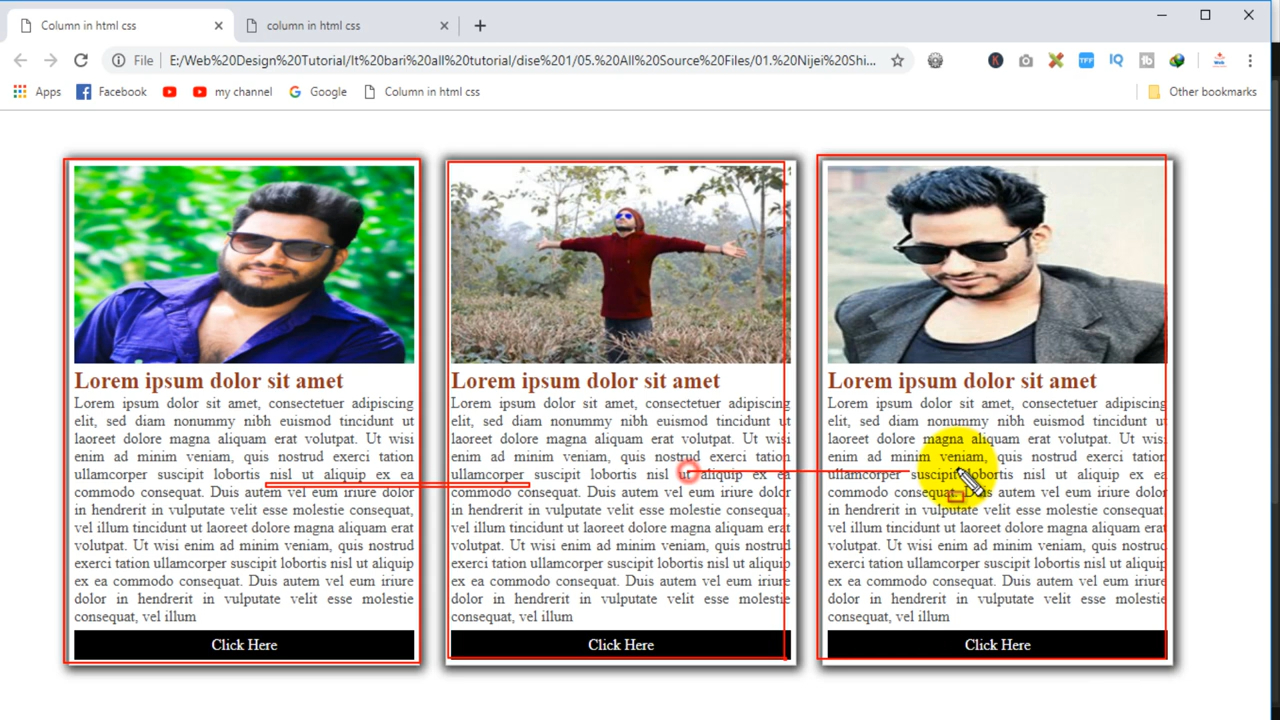 Column in html css
column in html css
File
E:/Web%20Design%20Tutorial/lt%20bari%20all%20tutorial/dise%201/05.%20All%20Source%20Files/01.%20Nijei%20Shi...
Apps
Facebook
my channel
Google
Column in html css
Other bookmarks
Lorem ipsum dolor sit amet
Lorem ipsum dolor sit amet, consectetuer adipiscing
elit, sed diam nonummy nibh euismod tincidunt ut
laoreet dolore magna aliquam erat volutpat. Ut wisi
enim ad minim veniam, quis nostrud exerci tation
ullamcorper suscipit lobortis nisl ut aliquip ex ea
commodo consequat. Duis autem vel eum iriure dolor
in hendrerit in vulputate velit esse molestie consequat,
vel illum tincidunt ut laoreet dolore magna aliquam erat
volutpat. Ut wisi enim ad minim veniam, quis nostrud
exerci tation ullamcorper suscipit lobortis nisl ut aliquip
ex ea commodo consequat. Duis autem vel eum iriure
dolor in hendrerit in vulputate velit esse molestie
consequat, vel illum
Click Here
Lorem ipsum dolor sit amet
Lorem ipsum dolor sit amet, consectetuer adipiscing
elit, sed diam nonummy nibh euismod tincidunt ut
laoreet dolore magna aliquam erat volutpat. Ut wisi
enim ad minim veniam, quis nostrud exerci tation
ullamcorper suscipit lobortis nisl ut aliquip ex ea
commodo consequat. Duis autem vel eum iriure dolor
in hendrerit in vulputate velit esse molestie consequat,
vel illum tincidunt ut laoreet dolore magna aliquam erat
volutpat. Ut wisi enim ad minim veniam, quis nostrud
exerci tation ullamcorper suscipit lobortis nisl ut aliquip
ex ea commodo consequat. Duis autem vel eum iriure
dolor in hendrerit in vulputate velit esse molestie
consequat, vel illum
Click Here
Lorem ipsum dolor sit amet
Lorem ipsum dolor sit amet, consectetuer adipiscing
elit, sed diam nonummy nibh euismod tincidunt ut
laoreet dolore magna aliquam erat volutpat. Ut wisi
enim ad minim veniam, quis nostrud exerci tation
ullamcorper suscipit lobortis nisl ut aliquip ex ea
commodo consequat. Duis autem vel eum iriure dolor
in hendrerit in vulputate velit esse molestie consequat,
vel illum tincidunt ut laoreet dolore magna aliquam erat
volutpat. Ut wisi enim ad minim veniam, quis nostrud
exerci tation ullamcorper suscipit lobortis nisl ut aliquip
ex ea commodo consequat. Duis autem vel eum iriure
dolor in hendrerit in vulputate velit esse molestie
consequat, vel illum
Click Here